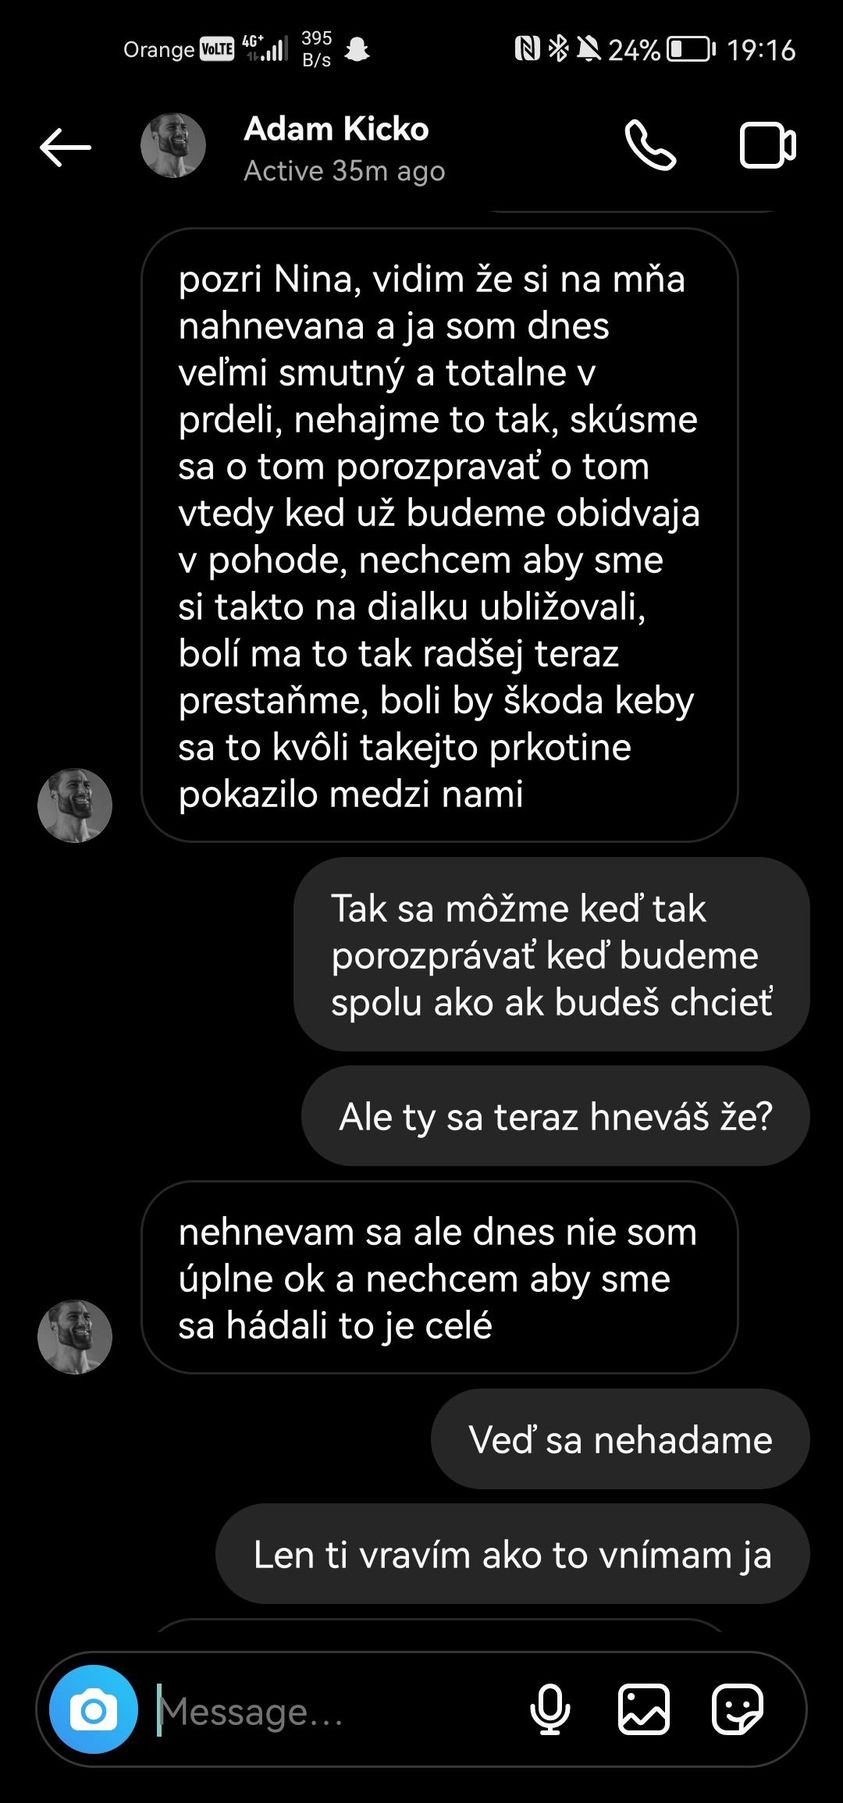 Orange VoLTE 4G+ 395 B/s 24% 19:16
Adam Kicko
Active 35m ago
pozri Nina, vidim že si na mňa
nahnevana a ja som dnes
veľmi smutný a totalne v
prdeli, nehajme to tak, skúsme
sa o tom porozpravať o tom
vtedy ked už budeme obidvaja
v pohode, nechcem aby sme
si takto na dialku ubližovali,
bolí ma to tak radšej teraz
prestaňme, boli by škoda keby
sa to kvôli takejto prkotine
pokazilo medzi nami
Tak sa môžme keď tak
porozprávať keď budeme
spolu ako ak budeš chcieť
Ale ty sa teraz hneváš že?
nehnevam sa ale dnes nie som
úplne ok a nechcem aby sme
sa hádali to je celé
Veď sa nehadame
Len ti vravím ako to vnímam ja
Message...